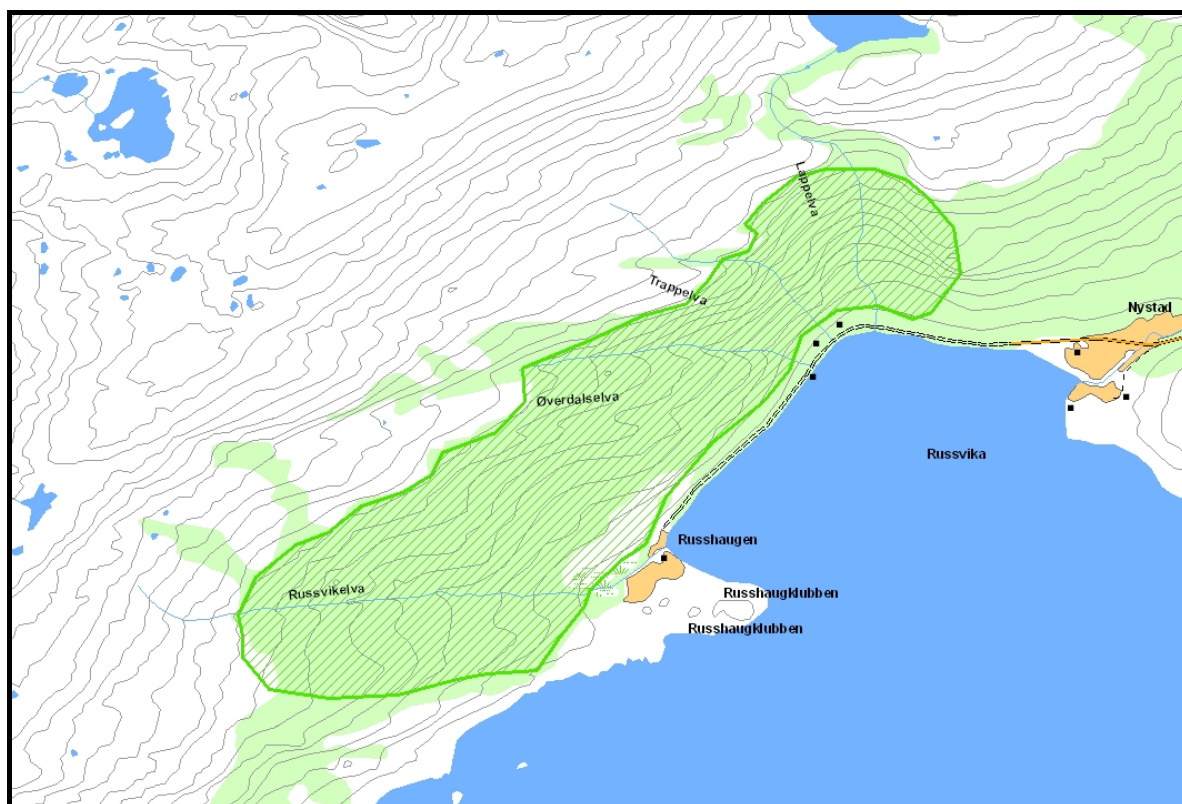 Lappelva
Trappelva
Nystad
Øverdalselva
Russvika
Russhaugen
Russvikelva
Russhaugklubben
Russhaugklubben